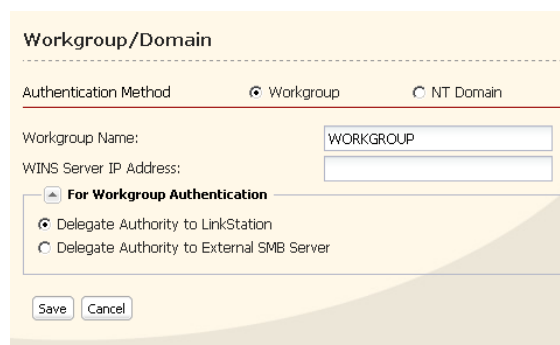 Workgroup/Domain
Authentication Method Workgroup NT Domain
Workgroup Name: WORKGROUP
WINS Server IP Address:
For Workgroup Authentication
Delegate Authority to LinkStation
Delegate Authority to External SMB Server
Save Cancel